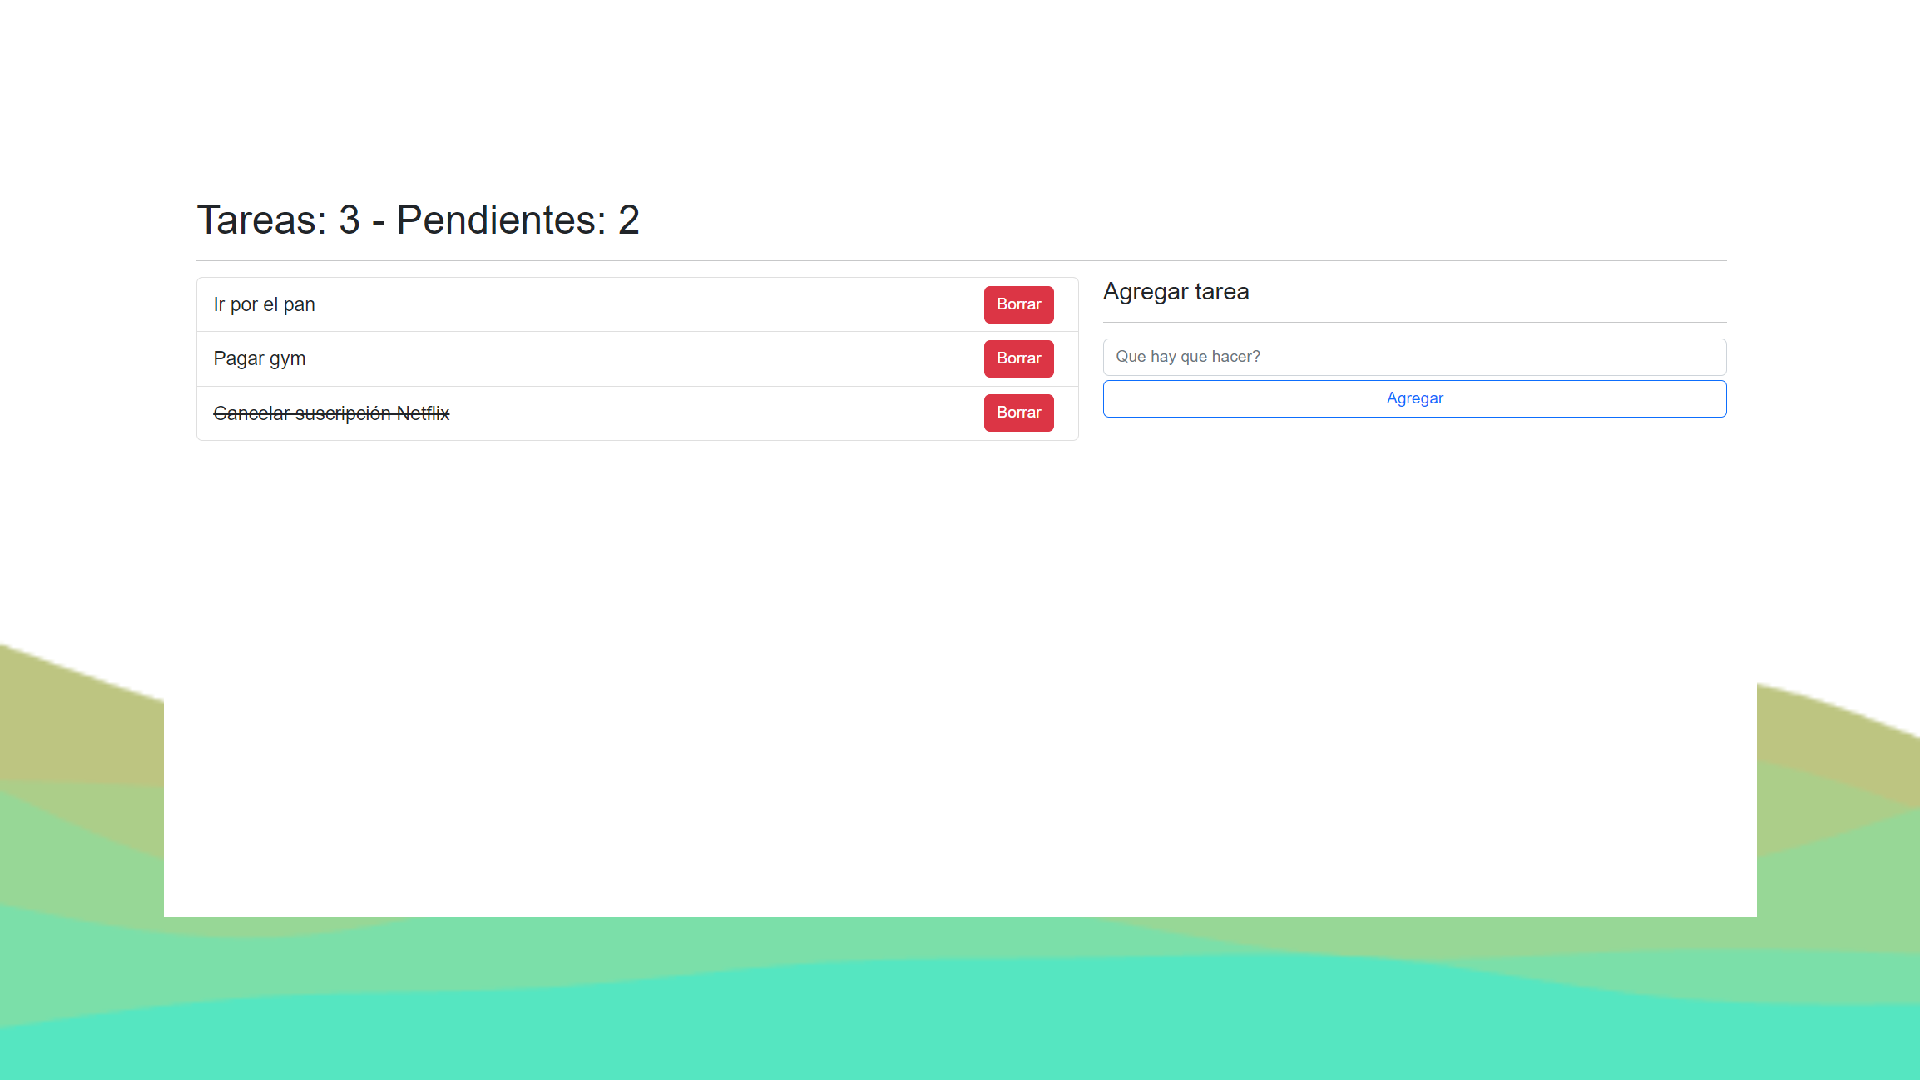 Tareas: 3 - Pendientes: 2
Ir por el pan
Borrar
Pagar gym
Borrar
Cancelar suscripción Netflix
Borrar
Agregar tarea
Que hay que hacer?
Agregar